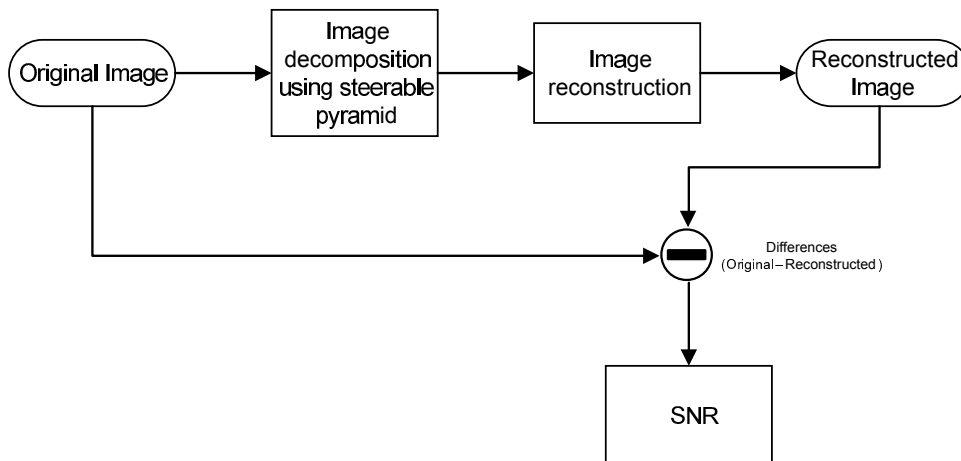 Original Image
Image
decomposition
using steerable
pyramid
Image
reconstruction
Reconstructed
Image
Differences
(Original–Reconstructed)
SNR